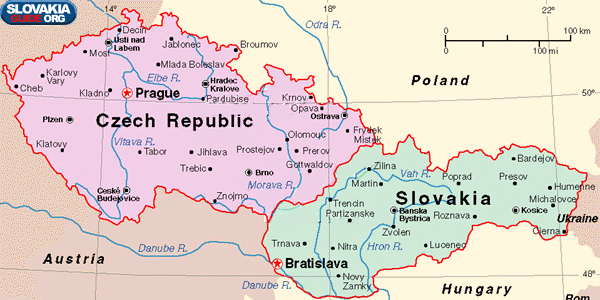 SLOVAKIA
GUIDE.ORG
14°
Odra R.
18°
22°
0
100 km
0
100 mi
Decin
Usti nad
Labem
Jablonec
Broumov
Most
Mlada Boleslav
Elbe R.
Karlovy
Vary
Cheb
Kladno
Prague
Hradec
Kralove
Pardubise
Poland
50°
Krnov
Opava
Ostrava
Czech Republic
Plzen
Olomouc
Frydek
Mistek
Vltava R.
Klatovy
Tabor
Jihlava
Prostejov
Prerov
Trebic
Brno
Gottwaldov
Ceské
Budejovice
Znojmo
Morava R.
Zilina
Vah R.
Bardejov
Martin
Poprad
Presov
Humenne
Slovakia
Michalovce
Trencin
Partizanske
Banska
Bystrica
Roznava
Kosice
Ukraine
Zvolen
Cierna
Trnava
Nitra
Hron R.
Lucenec
Danube R.
Austria
Bratislava
Danube R.
Novy
Zamky
Hungary
48°